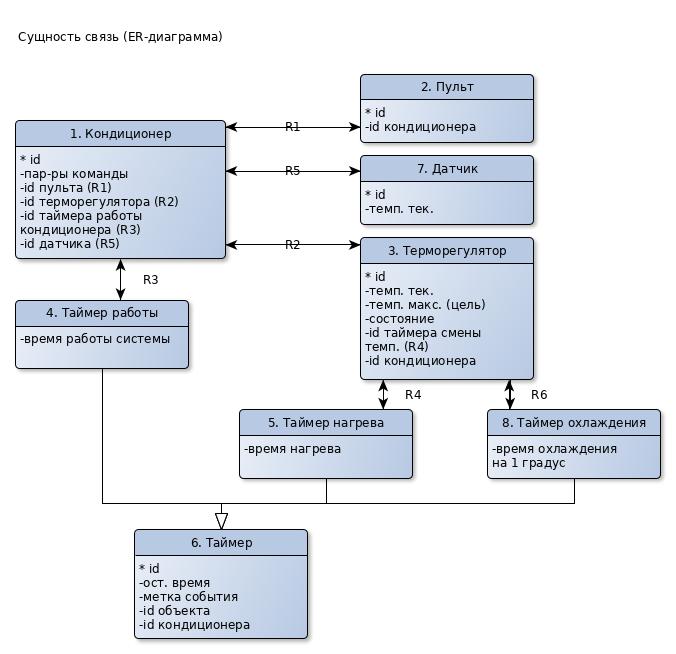 Сущность связь (ER-диаграмма)
1. Кондиционер
* id
-пар-ры команды
-id пульта (R1)
-id терморегулятора (R2)
-id таймера работы
кондиционера (R3)
-id датчика (R5)
R1
R5
R2
2. Пульт
* id
-id кондиционера
7. Датчик
* id
-темп. тек.
3. Терморегулятор
* id
-темп. тек.
-темп. макс. (цель)
-состояние
-id таймера смены
темп. (R4)
-id кондиционера
R3
4. Таймер работы
-время работы системы
R4
R6
5. Таймер нагрева
-время нагрева
8. Таймер охлаждения
-время охлаждения
на 1 градус
6. Таймер
* id
-ост. время
-метка события
-id объекта
-id кондиционера